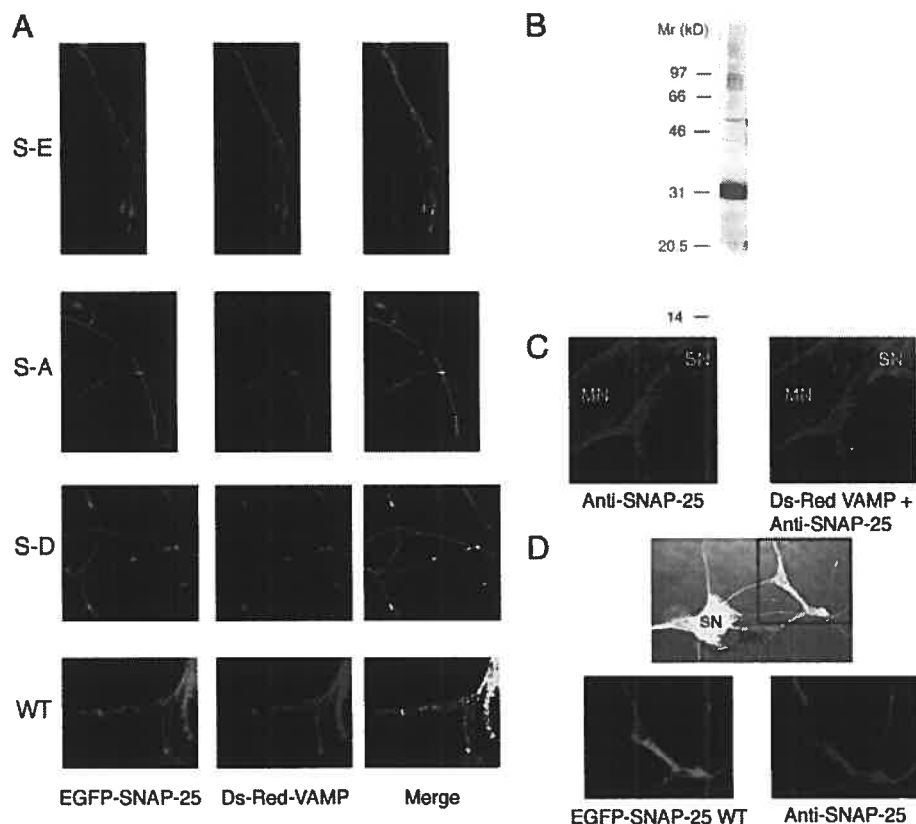 A
S-E
S-A
S-D
WT
EGFP-SNAP-25 Ds-Red-VAMP Merge
B
Mr (kD)
97
66
46
31
20.5
14
C
MN SN
MN SN
Anti-SNAP-25
Ds-Red VAMP +
Anti-SNAP-25
D
SN
EGFP-SNAP-25 WT Anti-SNAP-25